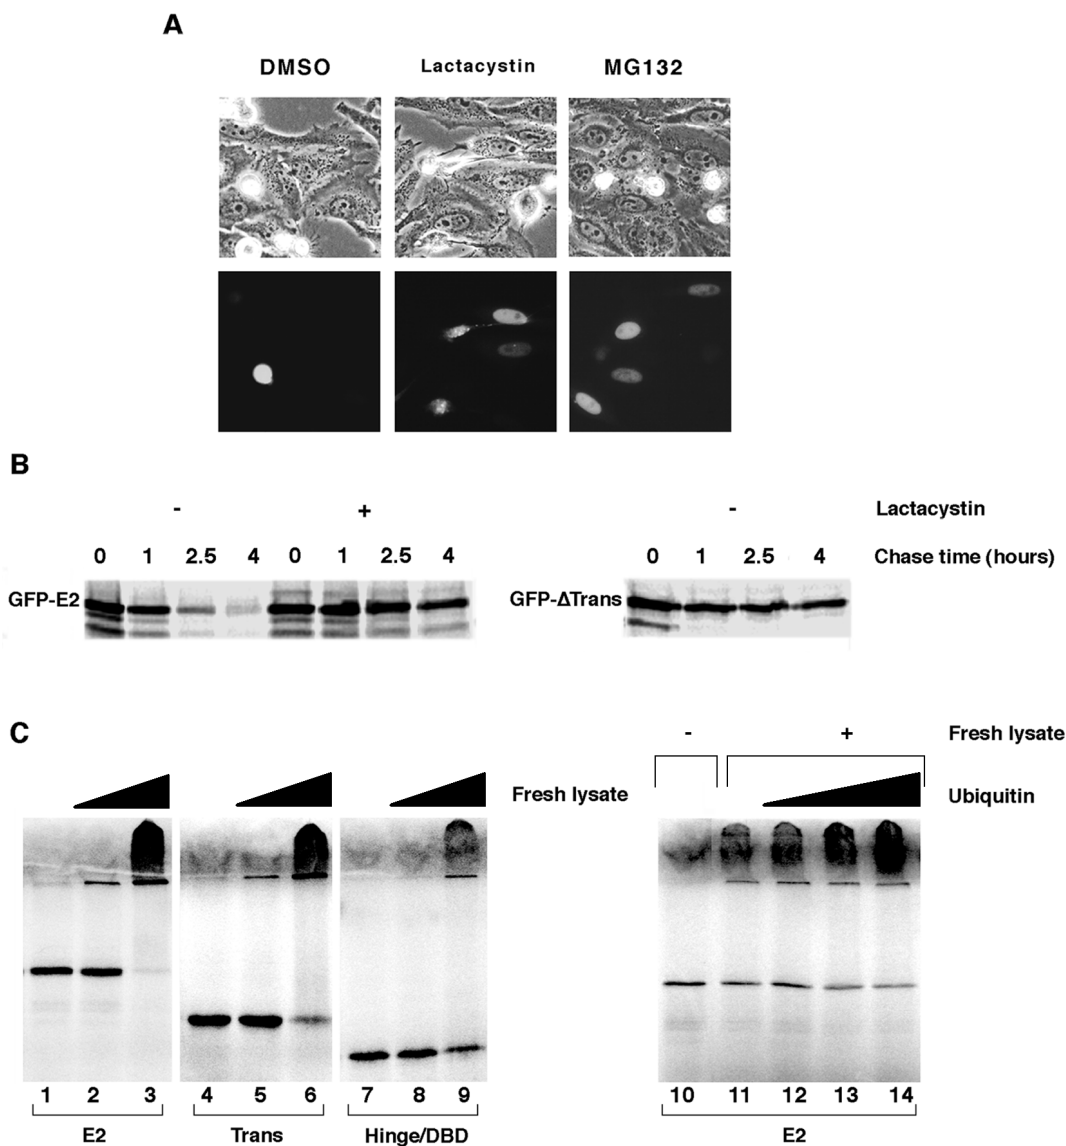 A
DMSO Lactacystin MG132
B
- + - Lactacystin
0 1 2.5 4 0 1 2.5 4 0 1 2.5 4 Chase time (hours)
GFP-E2 GFP-ΔTrans
C
- + Fresh lysate
Fresh lysate Ubiquitin
1 2 3 4 5 6 7 8 9 10 11 12 13 14
E2 Trans Hinge/DBD E2